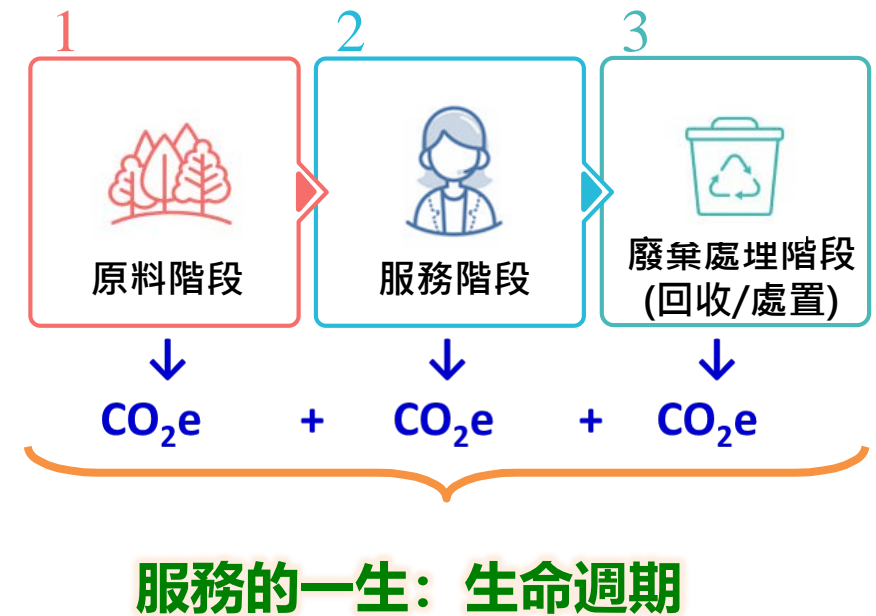 1
2
3
原料階段
服務階段
廢棄處理階段
(回收/處置)
CO₂e + CO₂e + CO₂e
服務的一生：生命週期